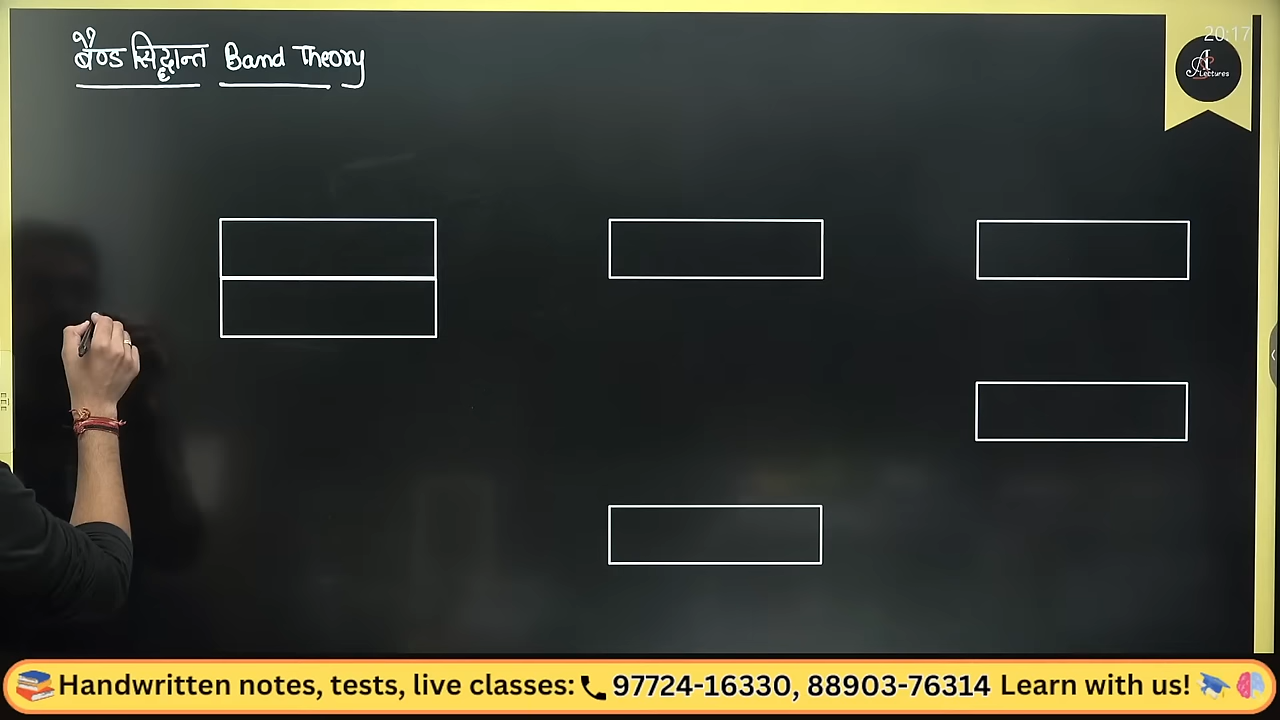 बैण्ड सिद्धान्त Band Theory
20:17
A
Lectures
Handwritten notes, tests, live classes: 97724-16330, 88903-76314 Learn with us!